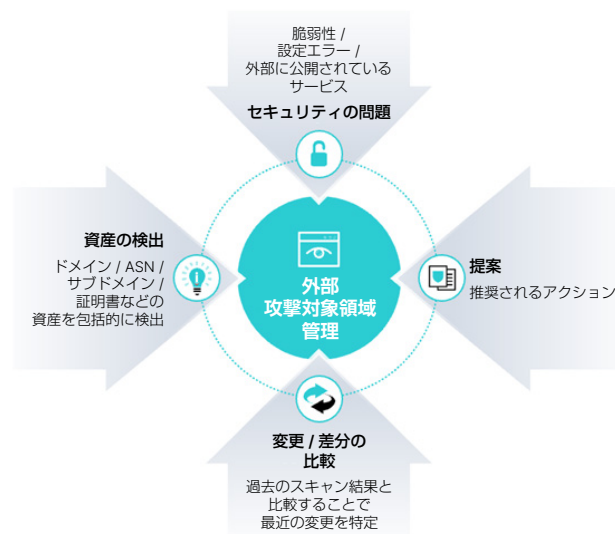 脆弱性 /
設定エラー /
外部に公開されている
サービス
セキュリティの問題
資産の検出
ドメイン / ASN /
サブドメイン /
証明書などの
資産を包括的に検出
外部
攻撃対象領域
管理
提案
推奨されるアクション
変更 / 差分の
比較
過去のスキャン結果と
比較することで
最近の変更を特定